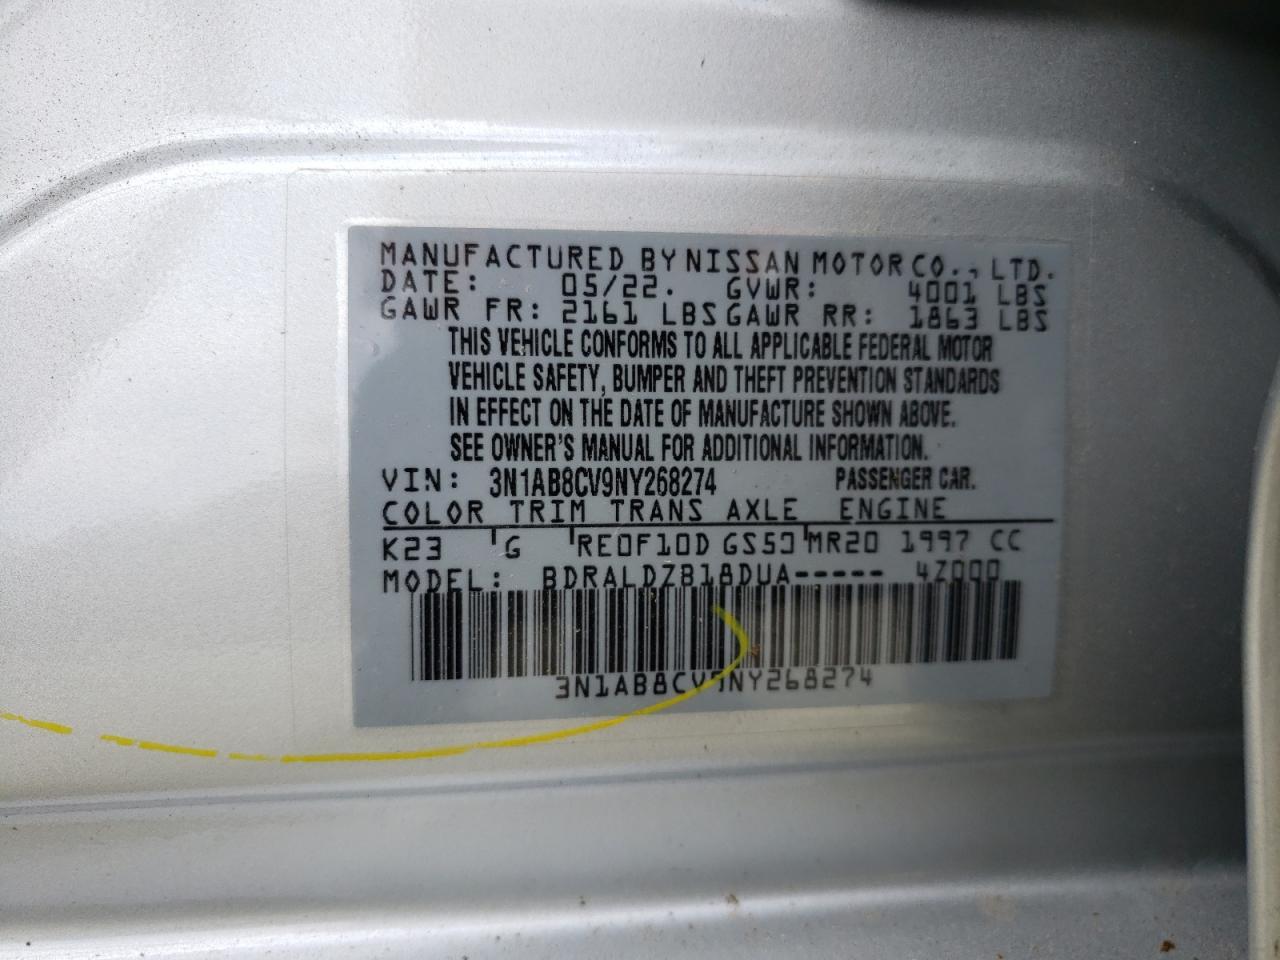 MANUFACTURED BY NISSAN MOTOR CO., LTD.
DATE: 05/22. GVWR: 4001 LBS
GAWR FR: 2161 LBS GAWR RR: 1863 LBS
THIS VEHICLE CONFORMS TO ALL APPLICABLE FEDERAL MOTOR
VEHICLE SAFETY, BUMPER AND THEFT PREVENTION STANDARDS
IN EFFECT ON THE DATE OF MANUFACTURE SHOWN ABOVE.
SEE OWNER'S MANUAL FOR ADDITIONAL INFORMATION.
VIN: 3N1AB8CV9NY268274 PASSENGER CAR.
COLOR TRIM TRANS AXLE ENGINE
K23 G RE0F10D GS50 MR20 1997 CC
MODEL: BDRALDZB18DUA----- 4Z000
3N1AB8CV9NY268274